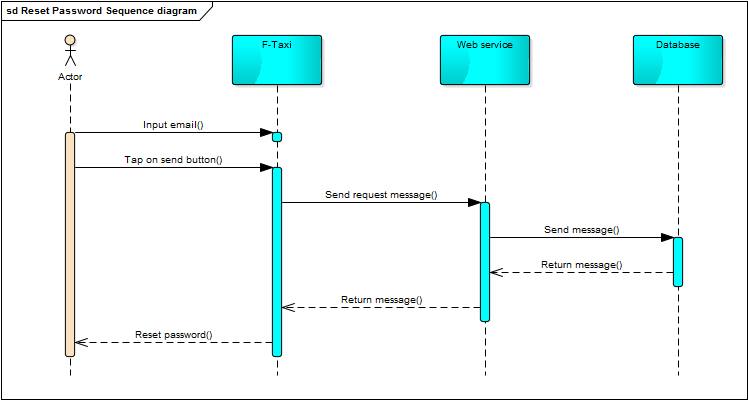 sd Reset Password Sequence diagram
F-Taxi
Web service
Database
Actor
Input email()
Tap on send button()
Send request message()
Send message()
Return message()
Return message()
Reset password()